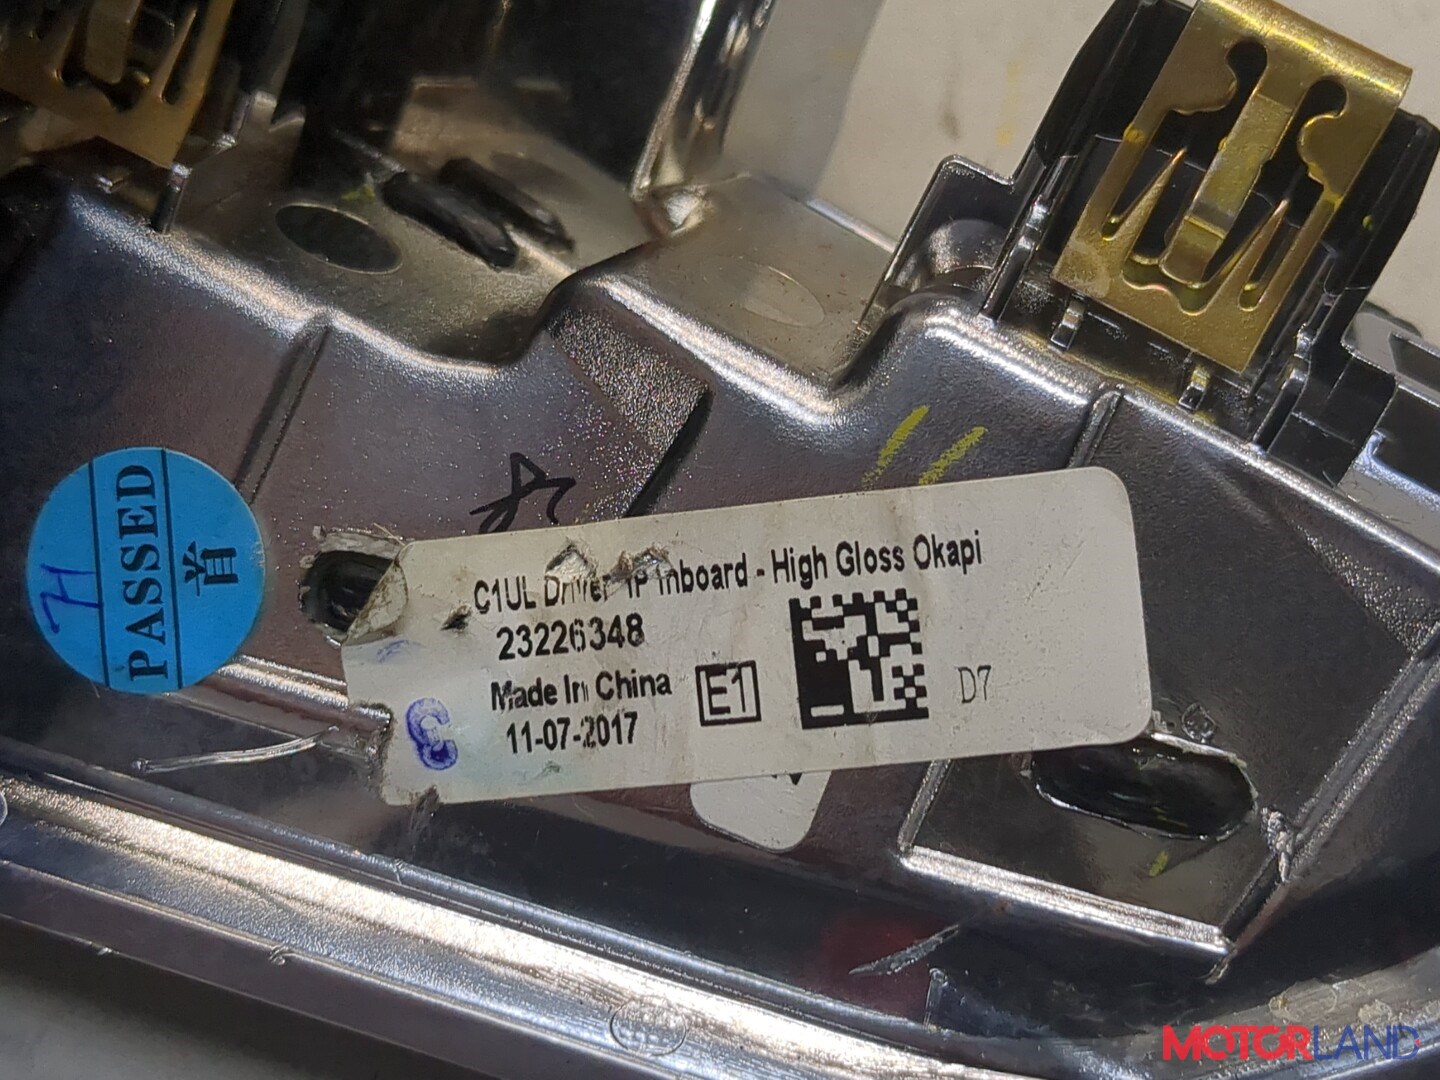 H
PASSED
首
C1UL Driver IP Inboard - High Gloss Okapi
23226348
Made In China
11-07-2017
E1
D7
3
MOTORLAND